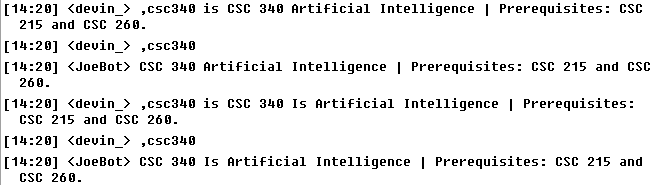 [14:20] <devin_> ,csc340 is CSC 340 Artificial Intelligence | Prerequisites: CSC
215 and CSC 260.
[14:20] <devin_> ,csc340
[14:20] <JoeBot> CSC 340 Artificial Intelligence | Prerequisites: CSC 215 and CSC
260.
[14:20] <devin_> ,csc340 is CSC 340 Is Artificial Intelligence | Prerequisites:
CSC 215 and CSC 260.
[14:20] <devin_> ,csc340
[14:20] <JoeBot> CSC 340 Is Artificial Intelligence | Prerequisites: CSC 215 and
CSC 260.